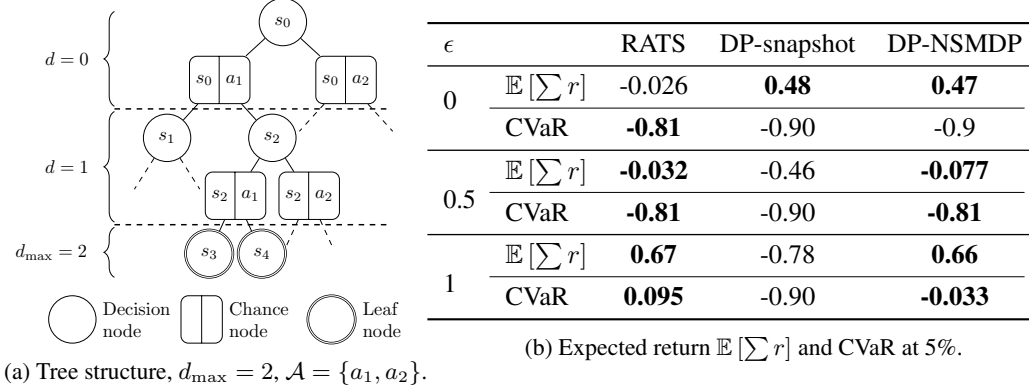 s₀
d = 0
s₀ a₁ s₀ a₂
s₁ s₂
d = 1
s₂ a₁ s₂ a₂
d_max = 2
s₃ s₄
Decision node
Chance node
Leaf node
(a) Tree structure, d_max = 2, 𝒜 = {a₁, a₂}.
ϵ RATS DP-snapshot DP-NSMDP
0 𝔼 [∑ r] -0.026 0.48 0.47
CVaR -0.81 -0.90 -0.9
0.5 𝔼 [∑ r] -0.032 -0.46 -0.077
CVaR -0.81 -0.90 -0.81
1 𝔼 [∑ r] 0.67 -0.78 0.66
CVaR 0.095 -0.90 -0.033
(b) Expected return 𝔼 [∑ r] and CVaR at 5%.